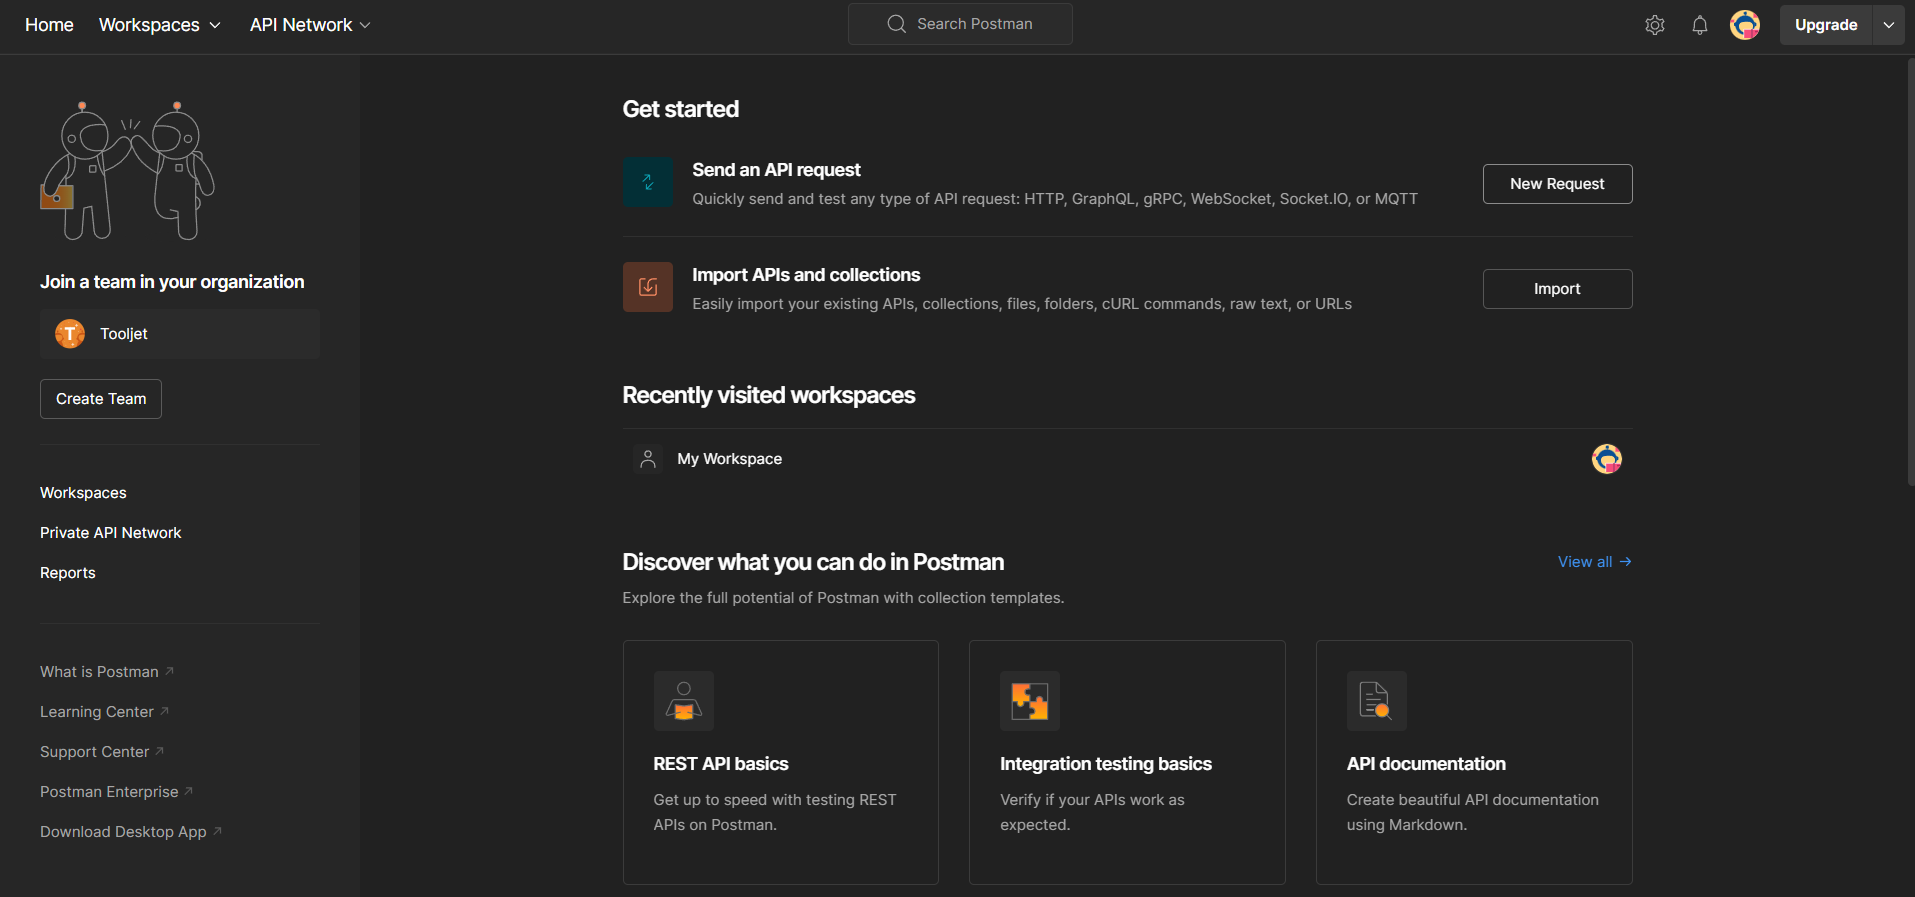 Home
Workspaces
API Network
Search Postman
Upgrade
Join a team in your organization
T
Tooljet
Create Team
Workspaces
Private API Network
Reports
What is Postman
Learning Center
Support Center
Postman Enterprise
Download Desktop App
Get started
Send an API request
Quickly send and test any type of API request: HTTP, GraphQL, gRPC, WebSocket, Socket.IO, or MQTT
New Request
Import APIs and collections
Easily import your existing APIs, collections, files, folders, cURL commands, raw text, or URLs
Import
Recently visited workspaces
My Workspace
Discover what you can do in Postman
View all
Explore the full potential of Postman with collection templates.
REST API basics
Get up to speed with testing REST
APIs on Postman.
Integration testing basics
Verify if your APIs work as
expected.
API documentation
Create beautiful API documentation
using Markdown.